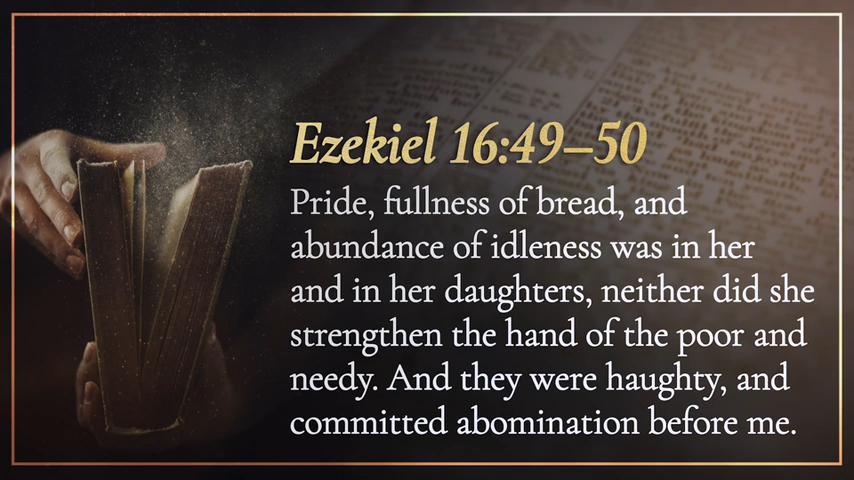 Ezekiel 16:49–50
Pride, fullness of bread, and
abundance of idleness was in her
and in her daughters, neither did she
strengthen the hand of the poor and
needy. And they were haughty, and
committed abomination before me.